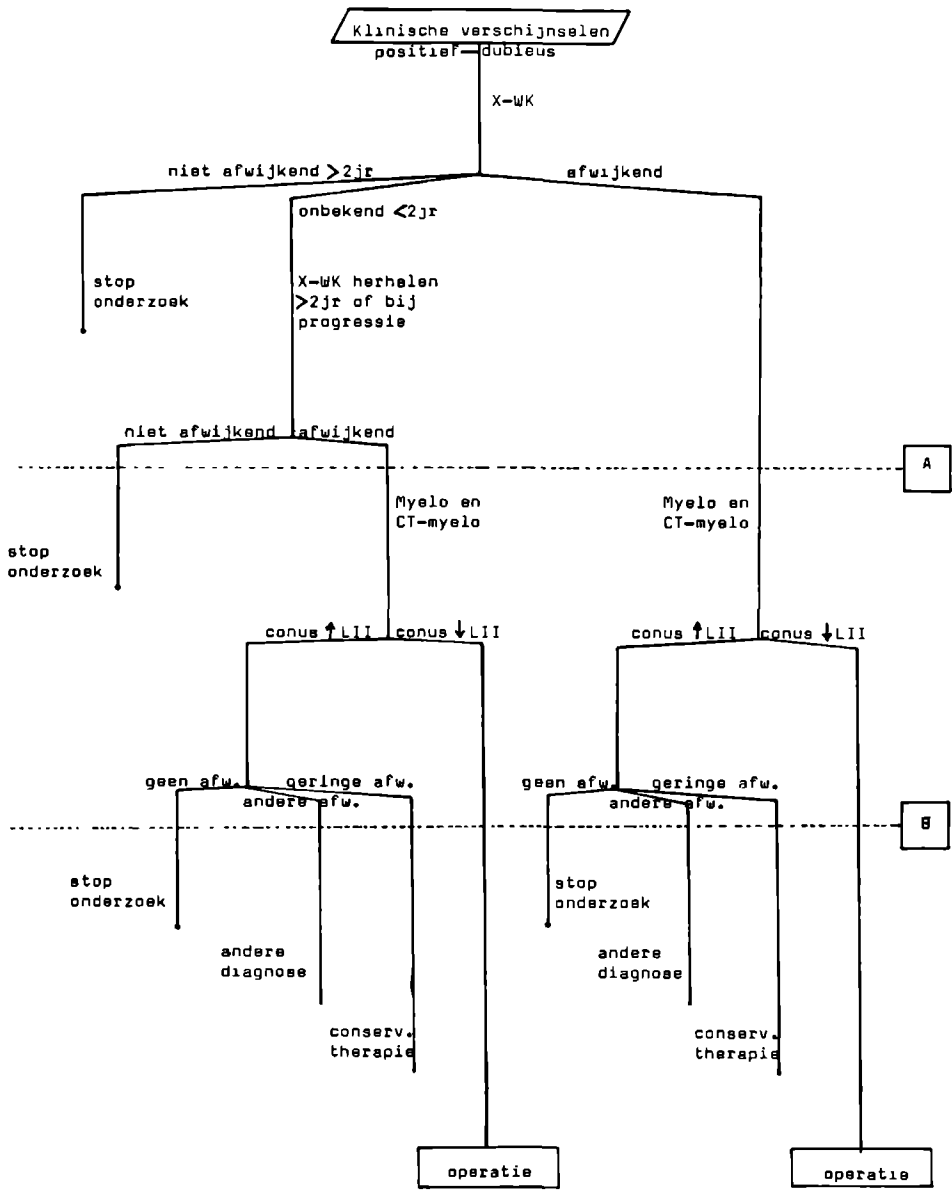 Klinische verschijnselen
positief—dubieus
X-WK
niet afwijkend >2jr
afwijkend
onbekend <2jr
stop
onderzoek
X-WK herhalen
>2jr of bij
progressie
niet afwijkend
afwijkend
A
Myelo en
CT-myelo
Myelo en
CT-myelo
stop
onderzoek
conus ↑LII
conus ↓LII
conus ↑LII
conus ↓LII
geen afw.
geringe afw.
andere afw.
geen afw.
geringe afw.
andere afw.
B
stop
onderzoek
stop
onderzoek
andere
diagnose
andere
diagnose
conserv.
therapie
conserv.
therapie
operatie
operatie